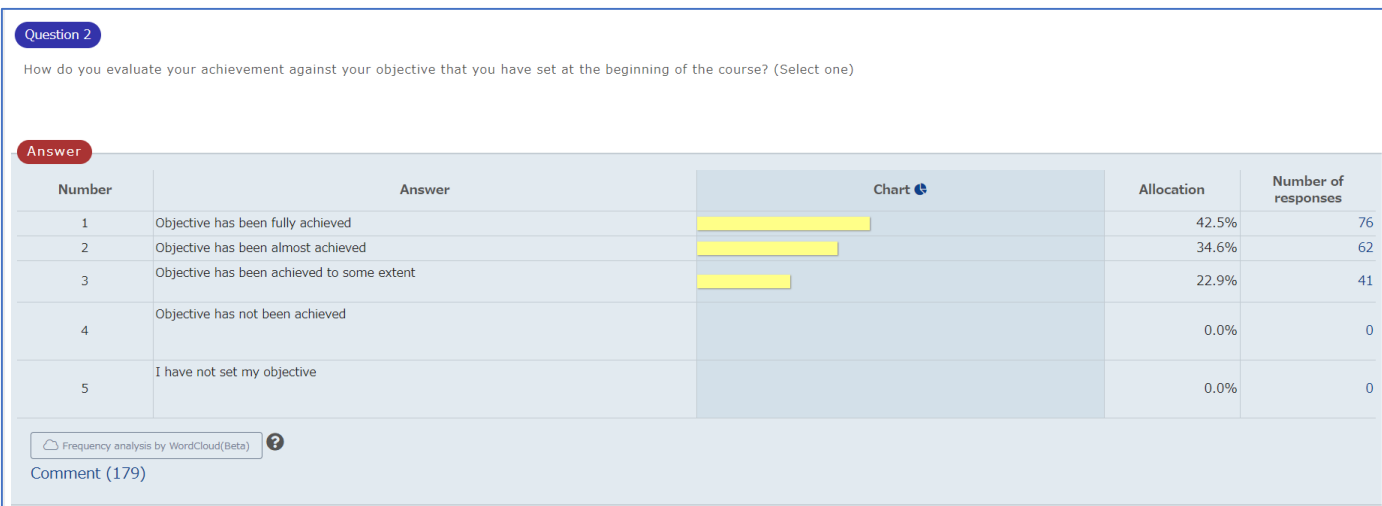 Question 2
How do you evaluate your achievement against your objective that you have set at the beginning of the course? (Select one)
Answer
Number Answer Chart Allocation Number of responses
1 Objective has been fully achieved 42.5% 76
2 Objective has been almost achieved 34.6% 62
3 Objective has been achieved to some extent 22.9% 41
4 Objective has not been achieved 0.0% 0
5 I have not set my objective 0.0% 0
Frequency analysis by WordCloud(Beta) ?
Comment (179)